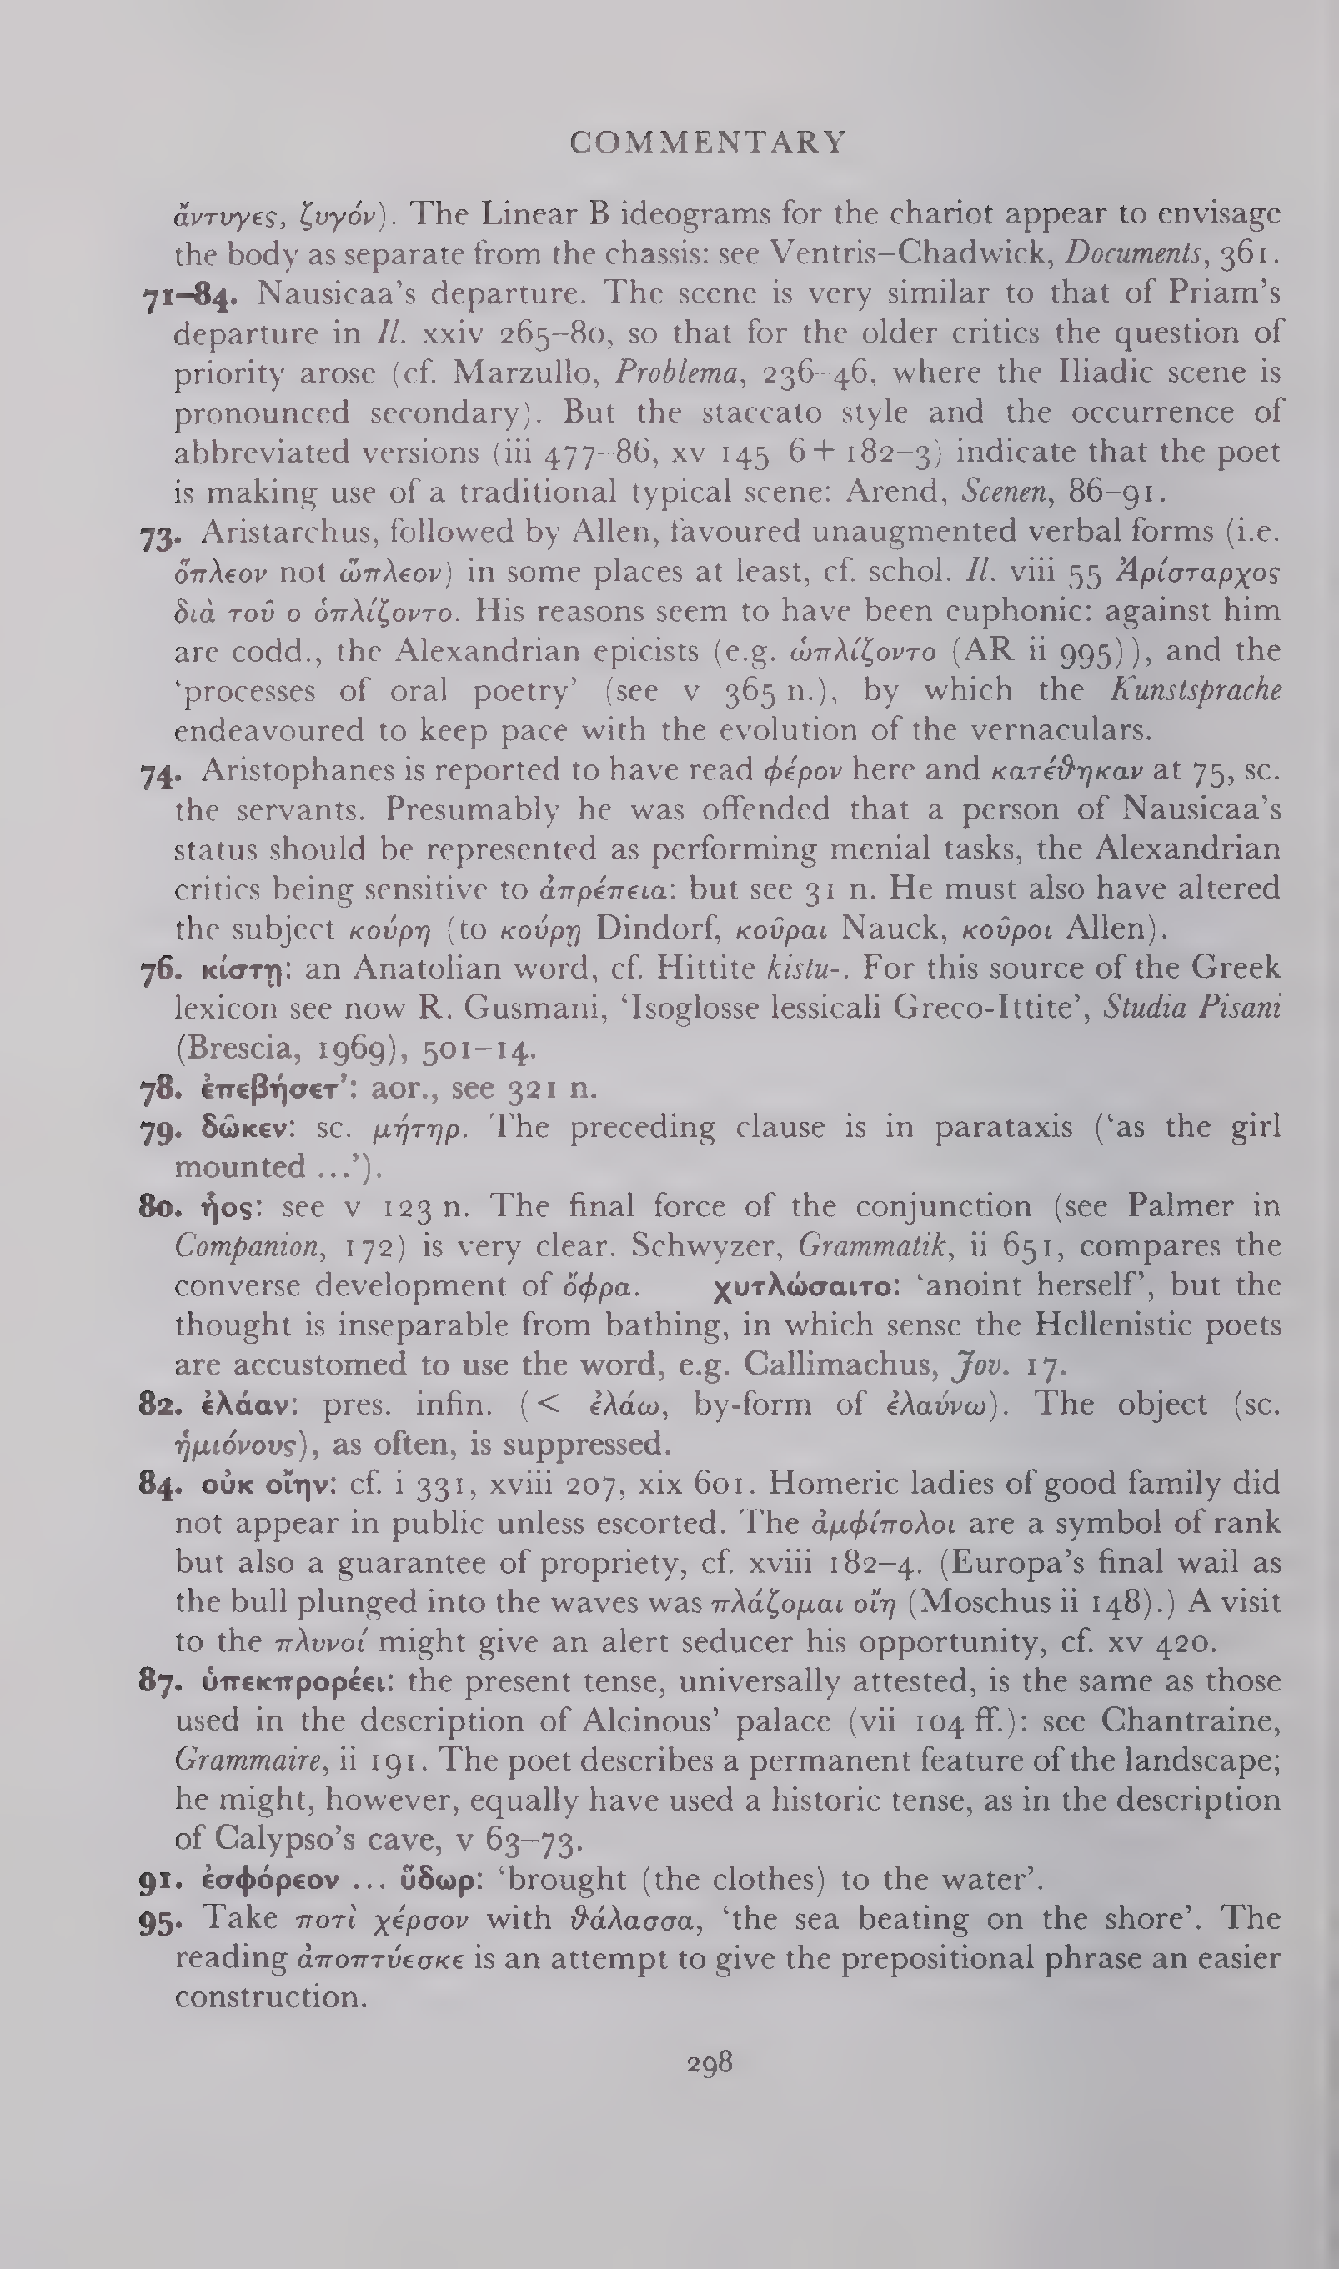 COMMENTARY
ἄντυγες, ζυγόν). The Linear B ideograms for the chariot appear to envisage
the body as separate from the chassis: see Ventris–Chadwick, Documents, 361.
71–84. Nausicaa’s departure. The scene is very similar to that of Priam’s
departure in Il. xxiv 265–80, so that for the older critics the question of
priority arose (cf. Marzullo, Problema, 236–46, where the Iliadic scene is
pronounced secondary). But the staccato style and the occurrence of
abbreviated versions (iii 477–86, xv 145–6 + 182–3) indicate that the poet
is making use of a traditional typical scene: Arend, Scenen, 86–91.
73. Aristarchus, followed by Allen, favoured unaugmented verbal forms (i.e.
ὅπλεον not ὥπλεον) in some places at least, cf. schol. Il. viii 55 Ἀρίσταρχος
διὰ τοῦ ο ὁπλίζοντο. His reasons seem to have been euphonic: against him
are codd., the Alexandrian epicists (e.g. ὡπλίζοντο (AR ii 995)), and the
‘processes of oral poetry’ (see v 365 n.), by which the Kunstsprache
endeavoured to keep pace with the evolution of the vernaculars.
74. Aristophanes is reported to have read φέρον here and κατέθηκαν at 75, sc.
the servants. Presumably he was offended that a person of Nausicaa’s
status should be represented as performing menial tasks, the Alexandrian
critics being sensitive to ἀπρέπεια: but see 31 n. He must also have altered
the subject κούρη (to κούρῃ Dindorf, κοῦραι Nauck, κοῦροι Allen).
76. κίστῃ: an Anatolian word, cf. Hittite kistu-. For this source of the Greek
lexicon see now R. Gusmani, ‘Isoglosse lessicali Greco-Ittite’, Studia Pisani
(Brescia, 1969), 501–14.
78. ἐπεβήσετ’: aor., see 321 n.
79. δῶκεν: sc. μήτηρ. The preceding clause is in parataxis (‘as the girl
mounted ...’).
80. ἧος: see v 123 n. The final force of the conjunction (see Palmer in
Companion, 172) is very clear. Schwyzer, Grammatik, ii 651, compares the
converse development of ὄφρα. χυτλώσαιτο: ‘anoint herself’, but the
thought is inseparable from bathing, in which sense the Hellenistic poets
are accustomed to use the word, e.g. Callimachus, Jov. 17.
82. ἐλάαν: pres. infin. (< ἐλάω, by-form of ἐλαύνω). The object (sc.
ἡμιόνους), as often, is suppressed.
84. οὐκ οἴην: cf. i 331, xviii 207, xix 601. Homeric ladies of good family did
not appear in public unless escorted. The ἀμφίπολοι are a symbol of rank
but also a guarantee of propriety, cf. xviii 182–4. (Europa’s final wail as
the bull plunged into the waves was πλάζομαι οἴη (Moschus ii 148).) A visit
to the πλυνοί might give an alert seducer his opportunity, cf. xv 420.
87. ὑπεκπρορέει: the present tense, universally attested, is the same as those
used in the description of Alcinous’ palace (vii 104 ff.): see Chantraine,
Grammaire, ii 191. The poet describes a permanent feature of the landscape;
he might, however, equally have used a historic tense, as in the description
of Calypso’s cave, v 63–73.
91. ἐσφόρεον ... ὕδωρ: ‘brought (the clothes) to the water’.
95. Take ποτὶ χέρσον with θάλασσα, ‘the sea beating on the shore’. The
reading ἀποπτύεσκε is an attempt to give the prepositional phrase an easier
construction.
298